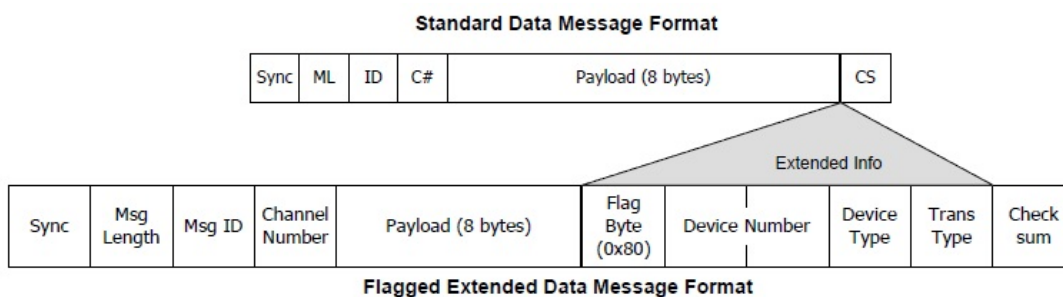 Standard Data Message Format
Sync ML ID C# Payload (8 bytes) CS
Extended Info
Sync
Msg
Length
Msg ID
Channel
Number
Payload (8 bytes)
Flag
Byte
(0x80)
Device Number
Device
Type
Trans
Type
Check
sum
Flagged Extended Data Message Format